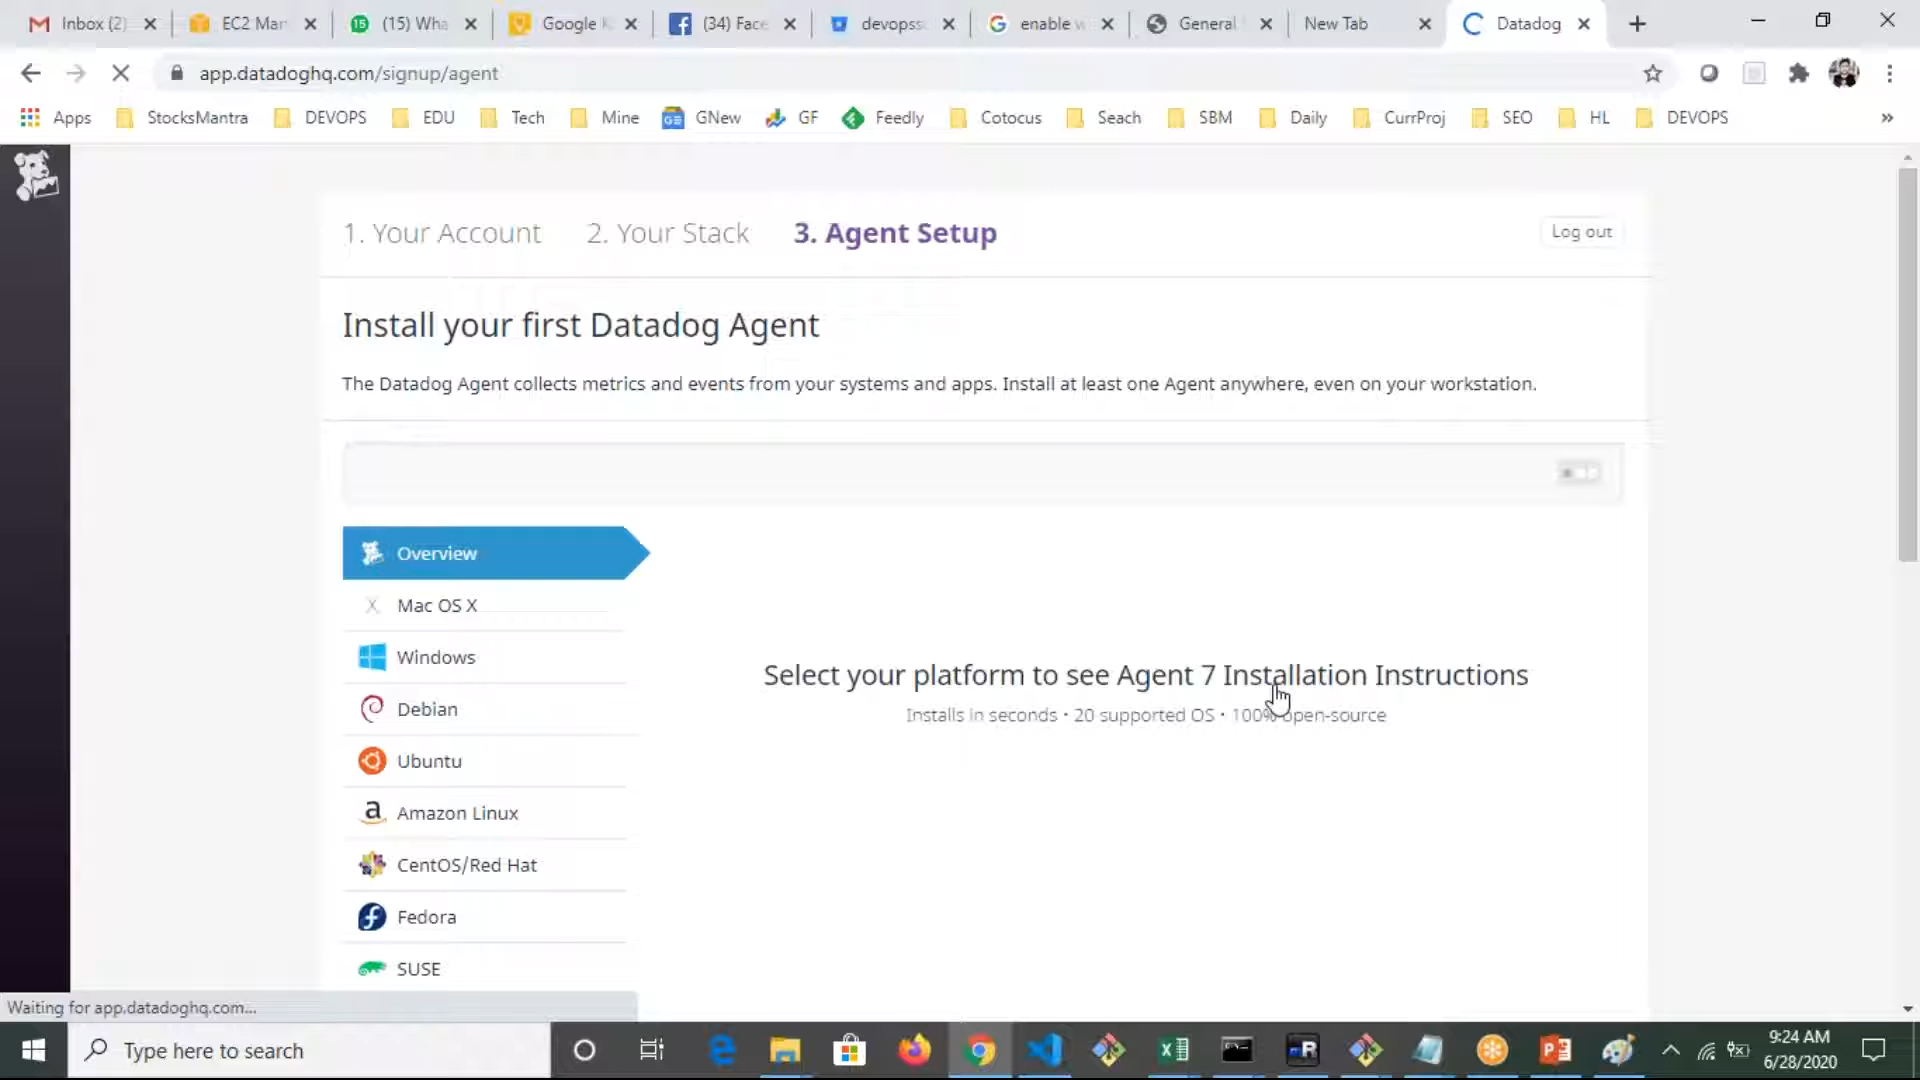 Inbox (2)
EC2 Man
(15) Wha
Google K
(34) Face
devopssc
enable w
General
New Tab
Datadog
app.datadoghq.com/signup/agent
Apps
StocksMantra
DEVOPS
EDU
Tech
Mine
GNew
GF
Feedly
Cotocus
Seach
SBM
Daily
CurrProj
SEO
HL
DEVOPS
»
1. Your Account
2. Your Stack
3. Agent Setup
Log out
Install your first Datadog Agent
The Datadog Agent collects metrics and events from your systems and apps. Install at least one Agent anywhere, even on your workstation.
Overview
Mac OS X
Windows
Debian
Ubuntu
Amazon Linux
CentOS/Red Hat
Fedora
SUSE
Select your platform to see Agent 7 Installation Instructions
Installs in seconds • 20 supported OS • 100% open-source
Waiting for app.datadoghq.com...
Type here to search
9:24 AM
6/28/2020